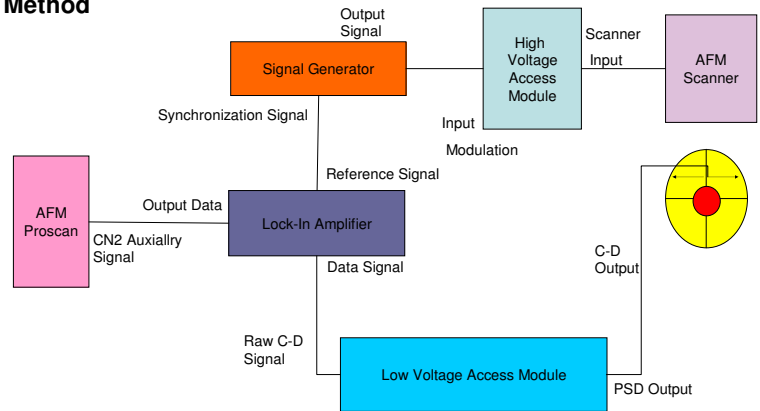 Method
Output
Signal
Signal Generator
High
Voltage
Access
Module
Scanner
Input
AFM
Scanner
Synchronization Signal
Input
Modulation
Reference Signal
AFM
Proscan
Output Data
CN2 Auxiallry
Signal
Lock-In Amplifier
Data Signal
C-D
Output
Raw C-D
Signal
Low Voltage Access Module
PSD Output